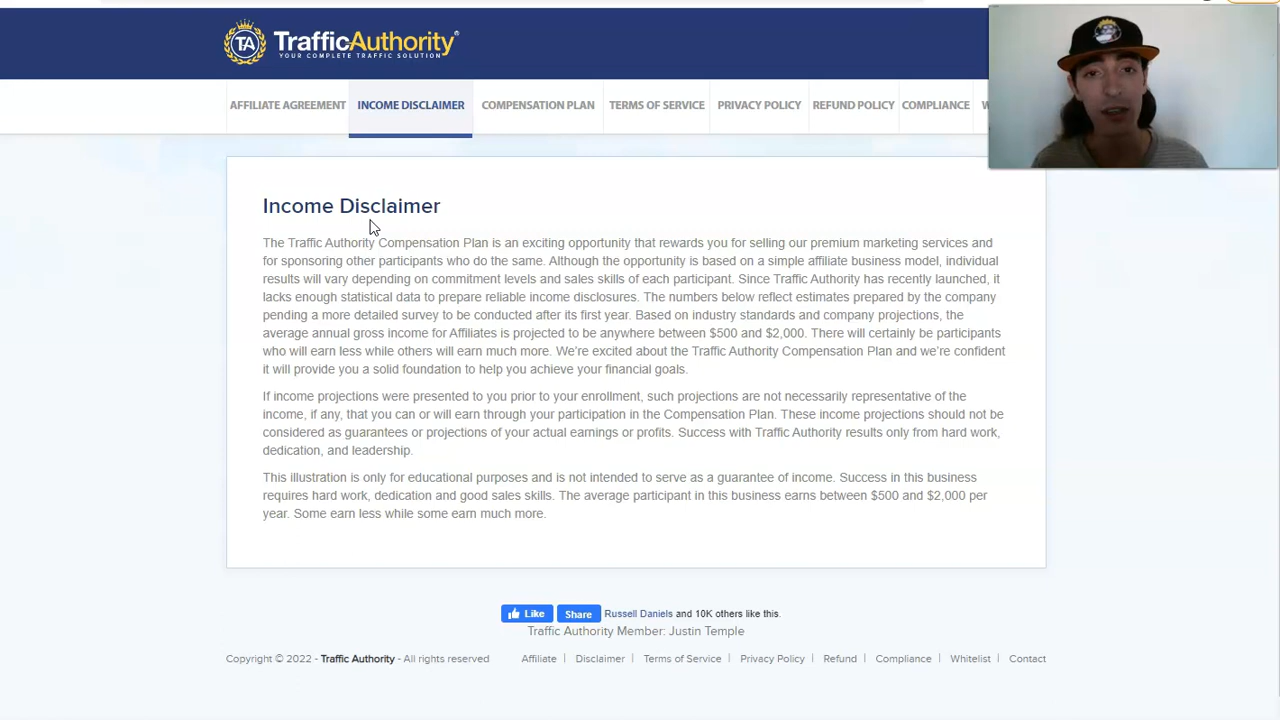 TA
TrafficAuthority®
YOUR COMPLETE TRAFFIC SOLUTION
AFFILIATE AGREEMENT INCOME DISCLAIMER COMPENSATION PLAN TERMS OF SERVICE PRIVACY POLICY REFUND POLICY COMPLIANCE W
Income Disclaimer
The Traffic Authority Compensation Plan is an exciting opportunity that rewards you for selling our premium marketing services and
for sponsoring other participants who do the same. Although the opportunity is based on a simple affiliate business model, individual
results will vary depending on commitment levels and sales skills of each participant. Since Traffic Authority has recently launched, it
lacks enough statistical data to prepare reliable income disclosures. The numbers below reflect estimates prepared by the company
pending a more detailed survey to be conducted after its first year. Based on industry standards and company projections, the
average annual gross income for Affiliates is projected to be anywhere between $500 and $2,000. There will certainly be participants
who will earn less while others will earn much more. We're excited about the Traffic Authority Compensation Plan and we're confident
it will provide you a solid foundation to help you achieve your financial goals.
If income projections were presented to you prior to your enrollment, such projections are not necessarily representative of the
income, if any, that you can or will earn through your participation in the Compensation Plan. These income projections should not be
considered as guarantees or projections of your actual earnings or profits. Success with Traffic Authority results only from hard work,
dedication, and leadership.
This illustration is only for educational purposes and is not intended to serve as a guarantee of income. Success in this business
requires hard work, dedication and good sales skills. The average participant in this business earns between $500 and $2,000 per
year. Some earn less while some earn much more.
Like Share Russell Daniels and 10K others like this.
Traffic Authority Member: Justin Temple
Copyright © 2022 - Traffic Authority - All rights reserved Affiliate | Disclaimer | Terms of Service | Privacy Policy | Refund | Compliance | Whitelist | Contact